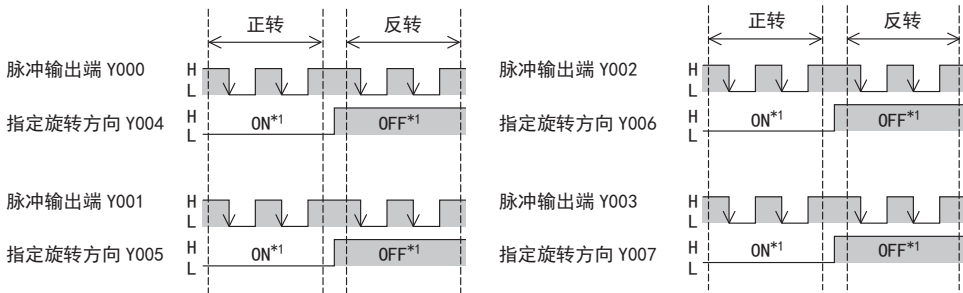 正转 反转
脉冲输出端 Y000 H
L
指定旋转方向 Y004 H ON*1 OFF*1
L
脉冲输出端 Y001 H
L
指定旋转方向 Y005 H ON*1 OFF*1
L
正转 反转
脉冲输出端 Y002 H
L
指定旋转方向 Y006 H ON*1 OFF*1
L
脉冲输出端 Y003 H
L
指定旋转方向 Y007 H ON*1 OFF*1
L